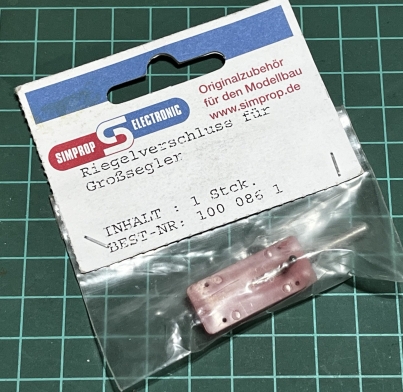 SIMPROP ELECTRONIC
Originalzubehör
für den Modellbau
www.simprop.de
Riegelverschluss für
Großsegler
INHALT : 1 Stck.
BEST-NR: 100 086 1